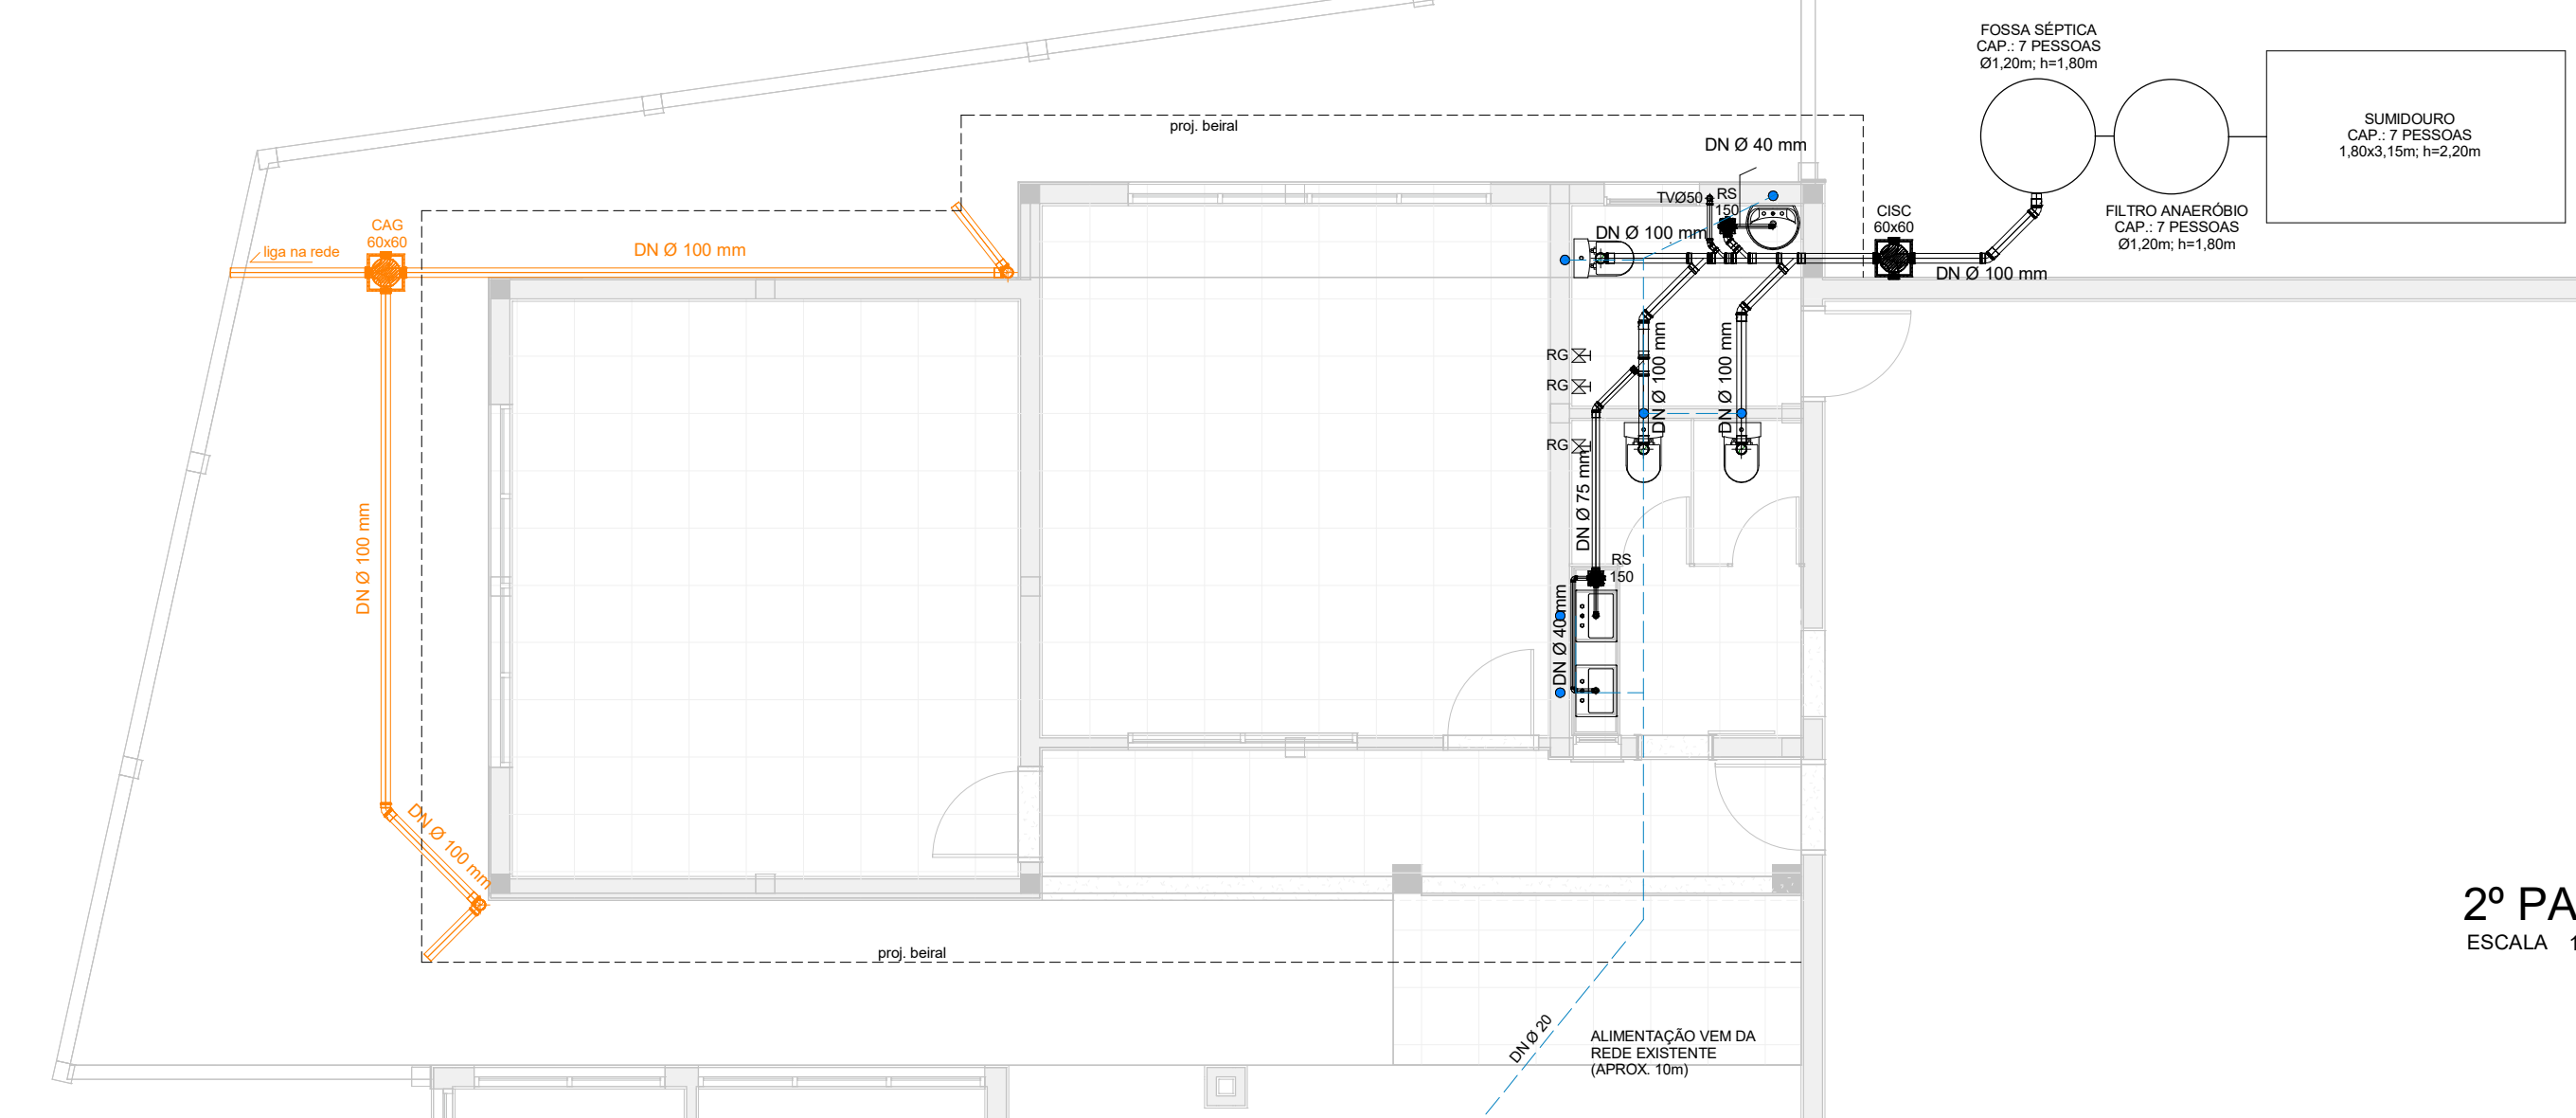 FOSSA SÉPTICA
CAP.: 7 PESSOAS
Ø1,20m; h=1,80m
SUMIDOURO
CAP.: 7 PESSOAS
1,80x3,15m; h=2,20m
FILTRO ANAERÓBIO
CAP.: 7 PESSOAS
Ø1,20m; h=1,80m
proj. beiral
DN Ø 40 mm
TVØ50
RS
150
CISC
60x60
DN Ø 100 mm
DN Ø 100 mm
CAG
60x60
liga na rede
DN Ø 100 mm
RG
RG
RG
DN Ø 100 mm
DN Ø 100 mm
DN Ø 75 mm
RS
150
DN Ø 40 mm
DN Ø 100 mm
DN Ø 100 mm
proj. beiral
2º PA
ESCALA 1
DN Ø 20
ALIMENTAÇÃO VEM DA
REDE EXISTENTE
(APROX. 10m)